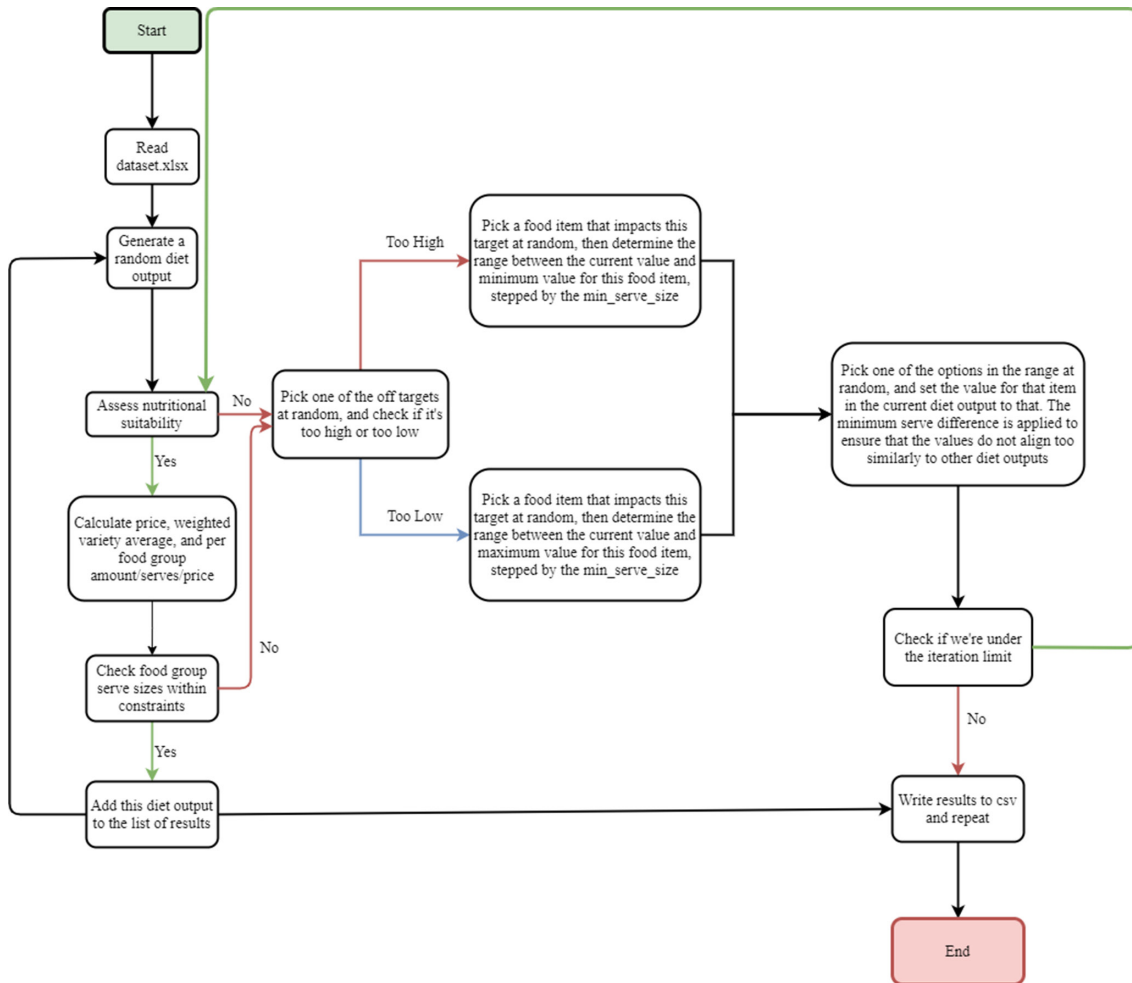 Start
Read
dataset.xlsx
Generate a
random diet
output
Assess nutritional
suitability
No
Yes
Calculate price, weighted
variety average, and per
food group
amount/serves/price
Check food group
serve sizes within
constraints
No
Yes
Add this diet output
to the list of results
Pick one of the off targets
at random, and check if it's
too high or too low
Too High
Pick a food item that impacts this
target at random, then determine the
range between the current value and
minimum value for this food item,
stepped by the min_serve_size
Too Low
Pick a food item that impacts this
target at random, then determine the
range between the current value and
maximum value for this food item,
stepped by the min_serve_size
Pick one of the options in the range at
random, and set the value for that item
in the current diet output to that. The
minimum serve difference is applied to
ensure that the values do not align too
similarly to other diet outputs
Check if we're under
the iteration limit
No
Write results to csv
and repeat
End